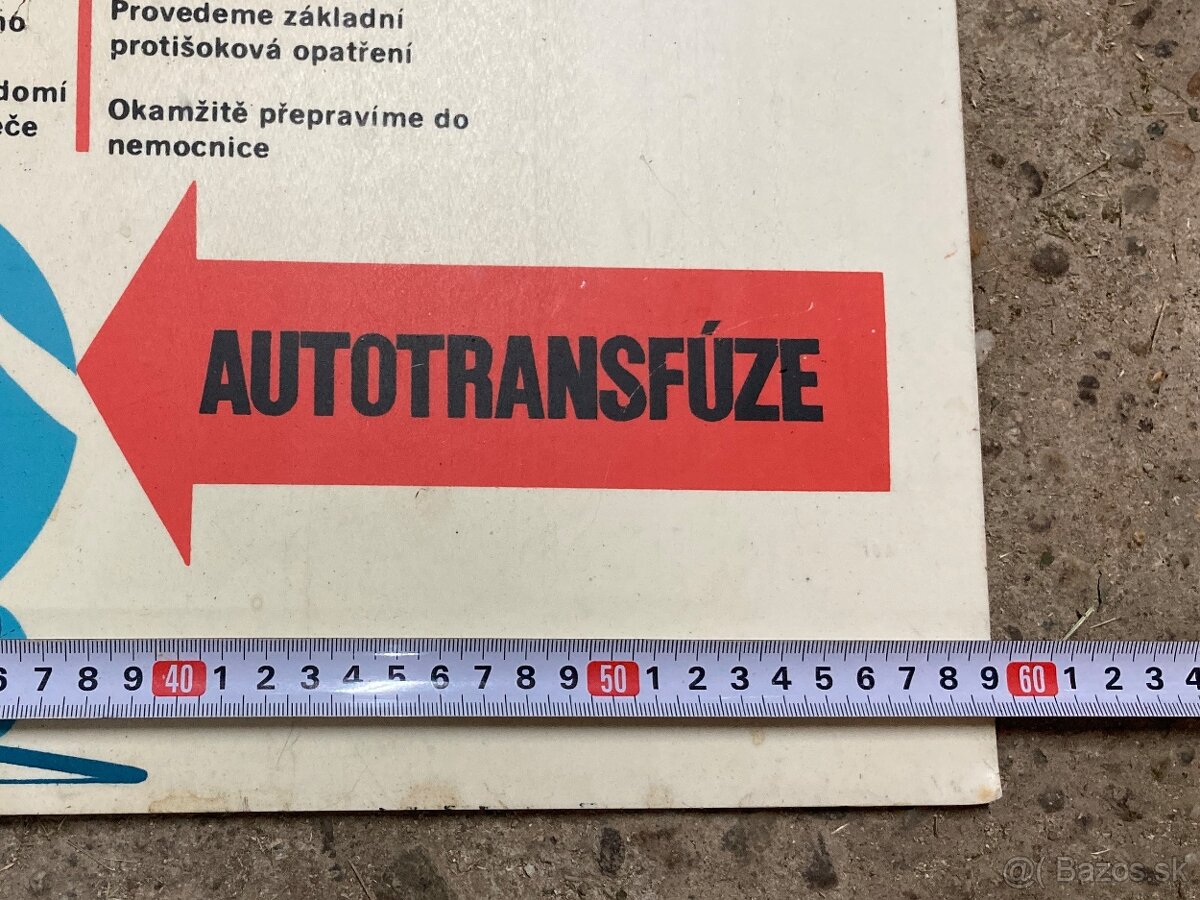 Provedeme základní
protišoková opatření
domí
eče
Okamžitě přepravíme do
nemocnice
AUTOTRANSFÚZE
6 7 8 9 40 1 2 3 4 5 6 7 8 9 50 1 2 3 4 5 6 7 8 9 60 1 2 3 4
@( Bazos.sk